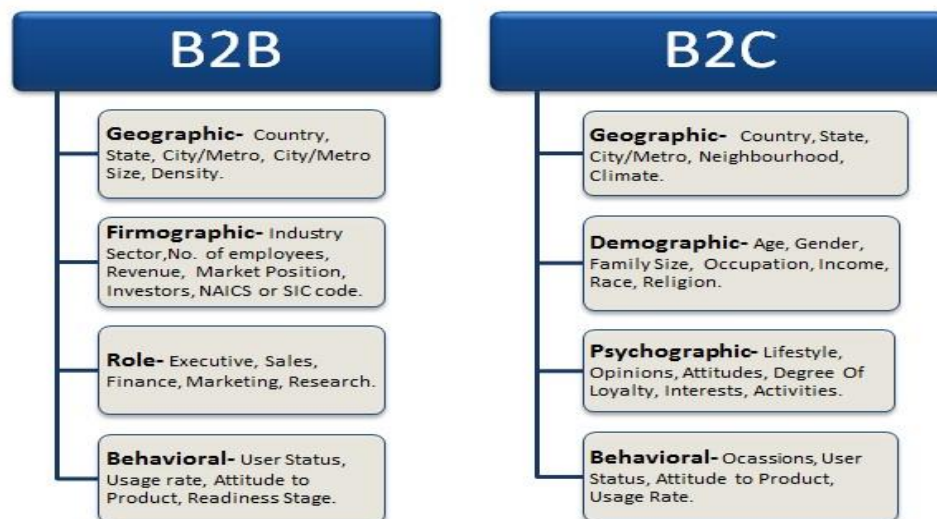 B2B
Geographic- Country,
State, City/Metro, City/Metro
Size, Density.
Firmographic- Industry
Sector,No. of employees,
Revenue, Market Position,
Investors, NAICS or SIC code.
Role- Executive, Sales,
Finance, Marketing, Research.
Behavioral- User Status,
Usage rate, Attitude to
Product, Readiness Stage.
B2C
Geographic- Country, State,
City/Metro, Neighbourhood,
Climate.
Demographic- Age, Gender,
Family Size, Occupation, Income,
Race, Religion.
Psychographic- Lifestyle,
Opinions, Attitudes, Degree Of
Loyalty, Interests, Activities.
Behavioral- Ocassions, User
Status, Attitude to Product,
Usage Rate.